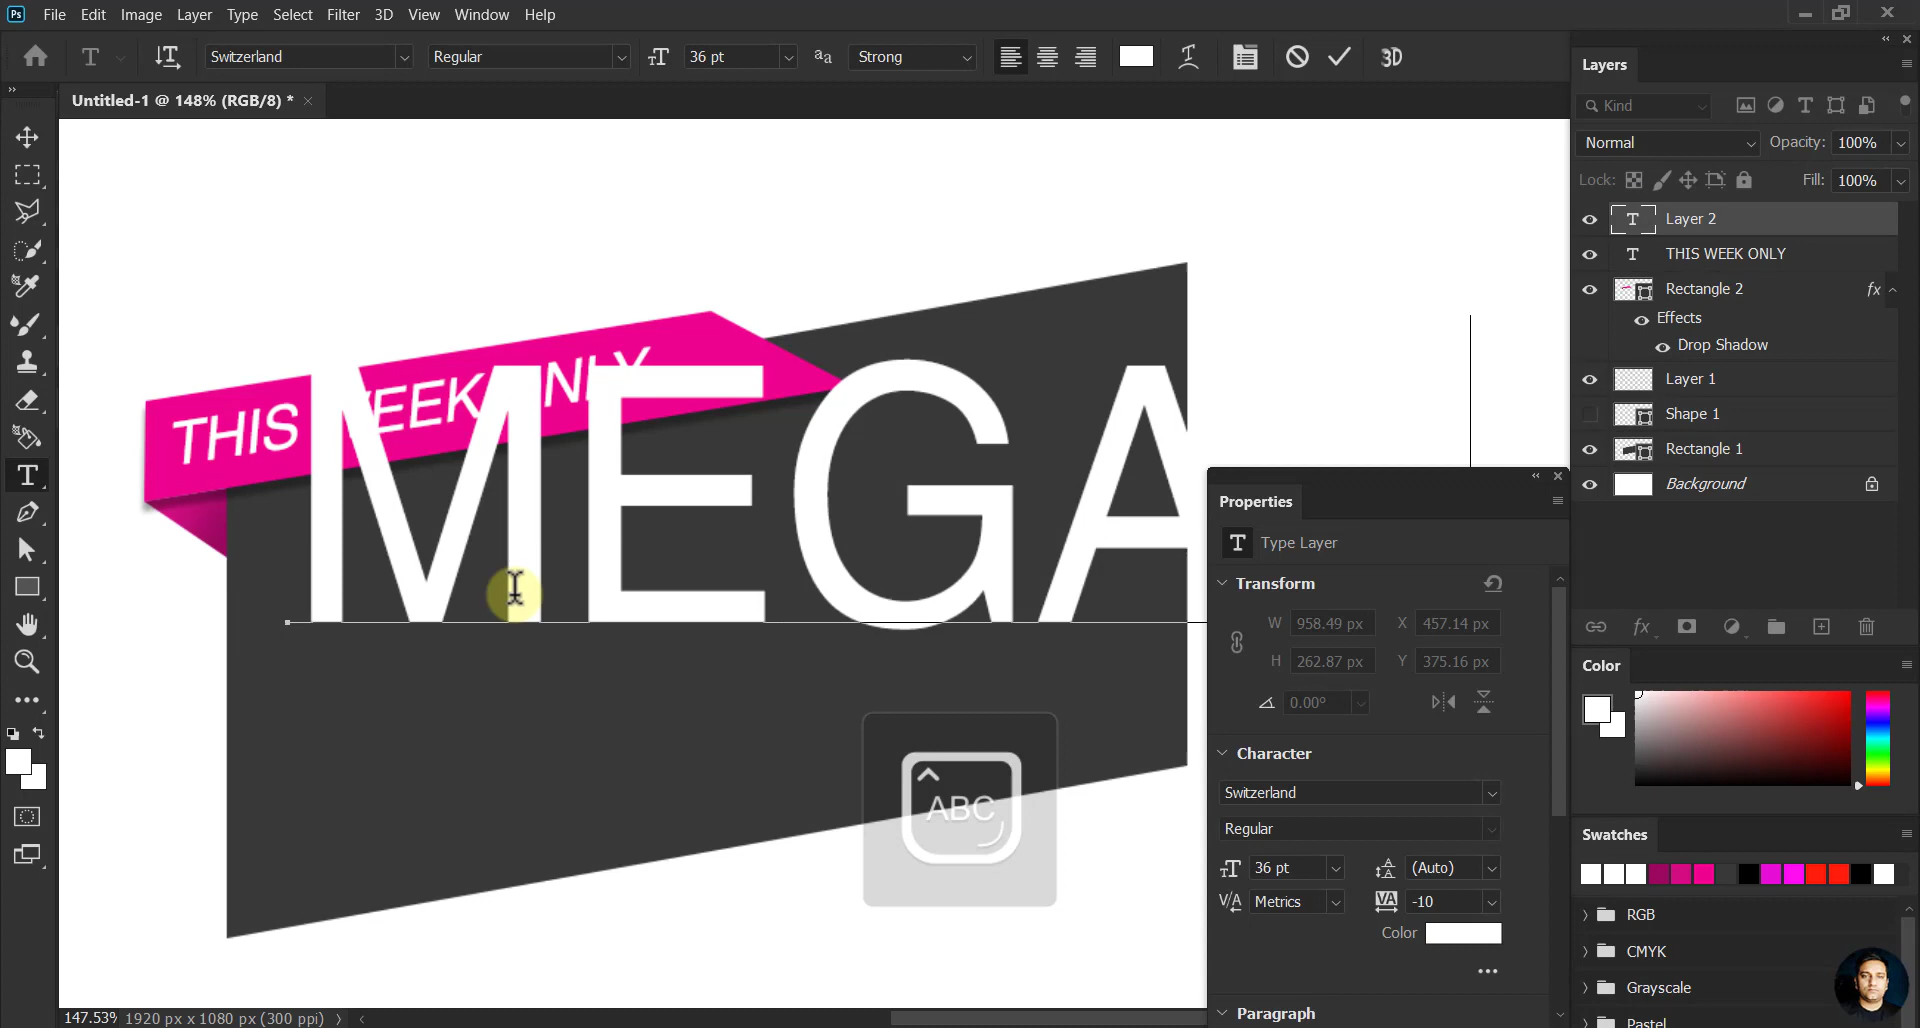 Ps File Edit Image Layer Type Select Filter 3D View Window Help
T Switzerland Regular 36 pt Strong 3D
Untitled-1 @ 148% (RGB/8) *
THIS WEEK ONLY
MEGA
ABC
147.53% 1920 px x 1080 px (300 ppi)
Properties
T Type Layer
Transform
W 958.49 px X 457.14 px
H 262.87 px Y 375.16 px
0.00°
Character
Switzerland
Regular
36 pt (Auto)
Metrics -10
Color
Paragraph
Layers
Kind
Normal Opacity: 100%
Lock: Fill: 100%
T Layer 2
T THIS WEEK ONLY
Rectangle 2 fx
Effects
Drop Shadow
Layer 1
Shape 1
Rectangle 1
Background
fx
Color
Swatches
RGB
CMYK
Grayscale
Pastel